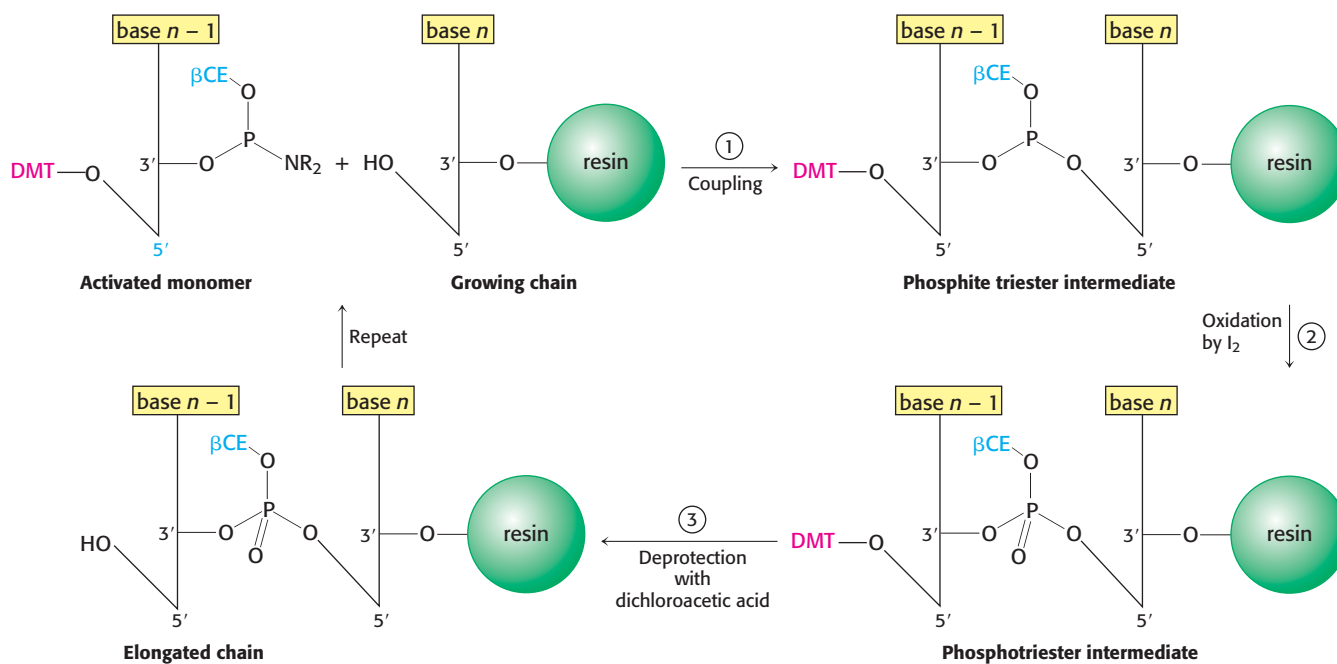 base n – 1
base n
βCE
O
P
3′
O
NR₂
DMT
O
5′
Activated monomer
+
HO
3′
O
resin
5′
Growing chain
①
Coupling
base n – 1
base n
βCE
O
P
3′
O
O
DMT
O
5′
3′
O
resin
5′
Phosphite triester intermediate
Oxidation
by I₂
②
Repeat
base n – 1
base n
βCE
O
P
3′
O
O
O
HO
5′
3′
O
resin
5′
Elongated chain
③
Deprotection
with
dichloroacetic acid
base n – 1
base n
βCE
O
P
3′
O
O
O
DMT
O
5′
3′
O
resin
5′
Phosphotriester intermediate